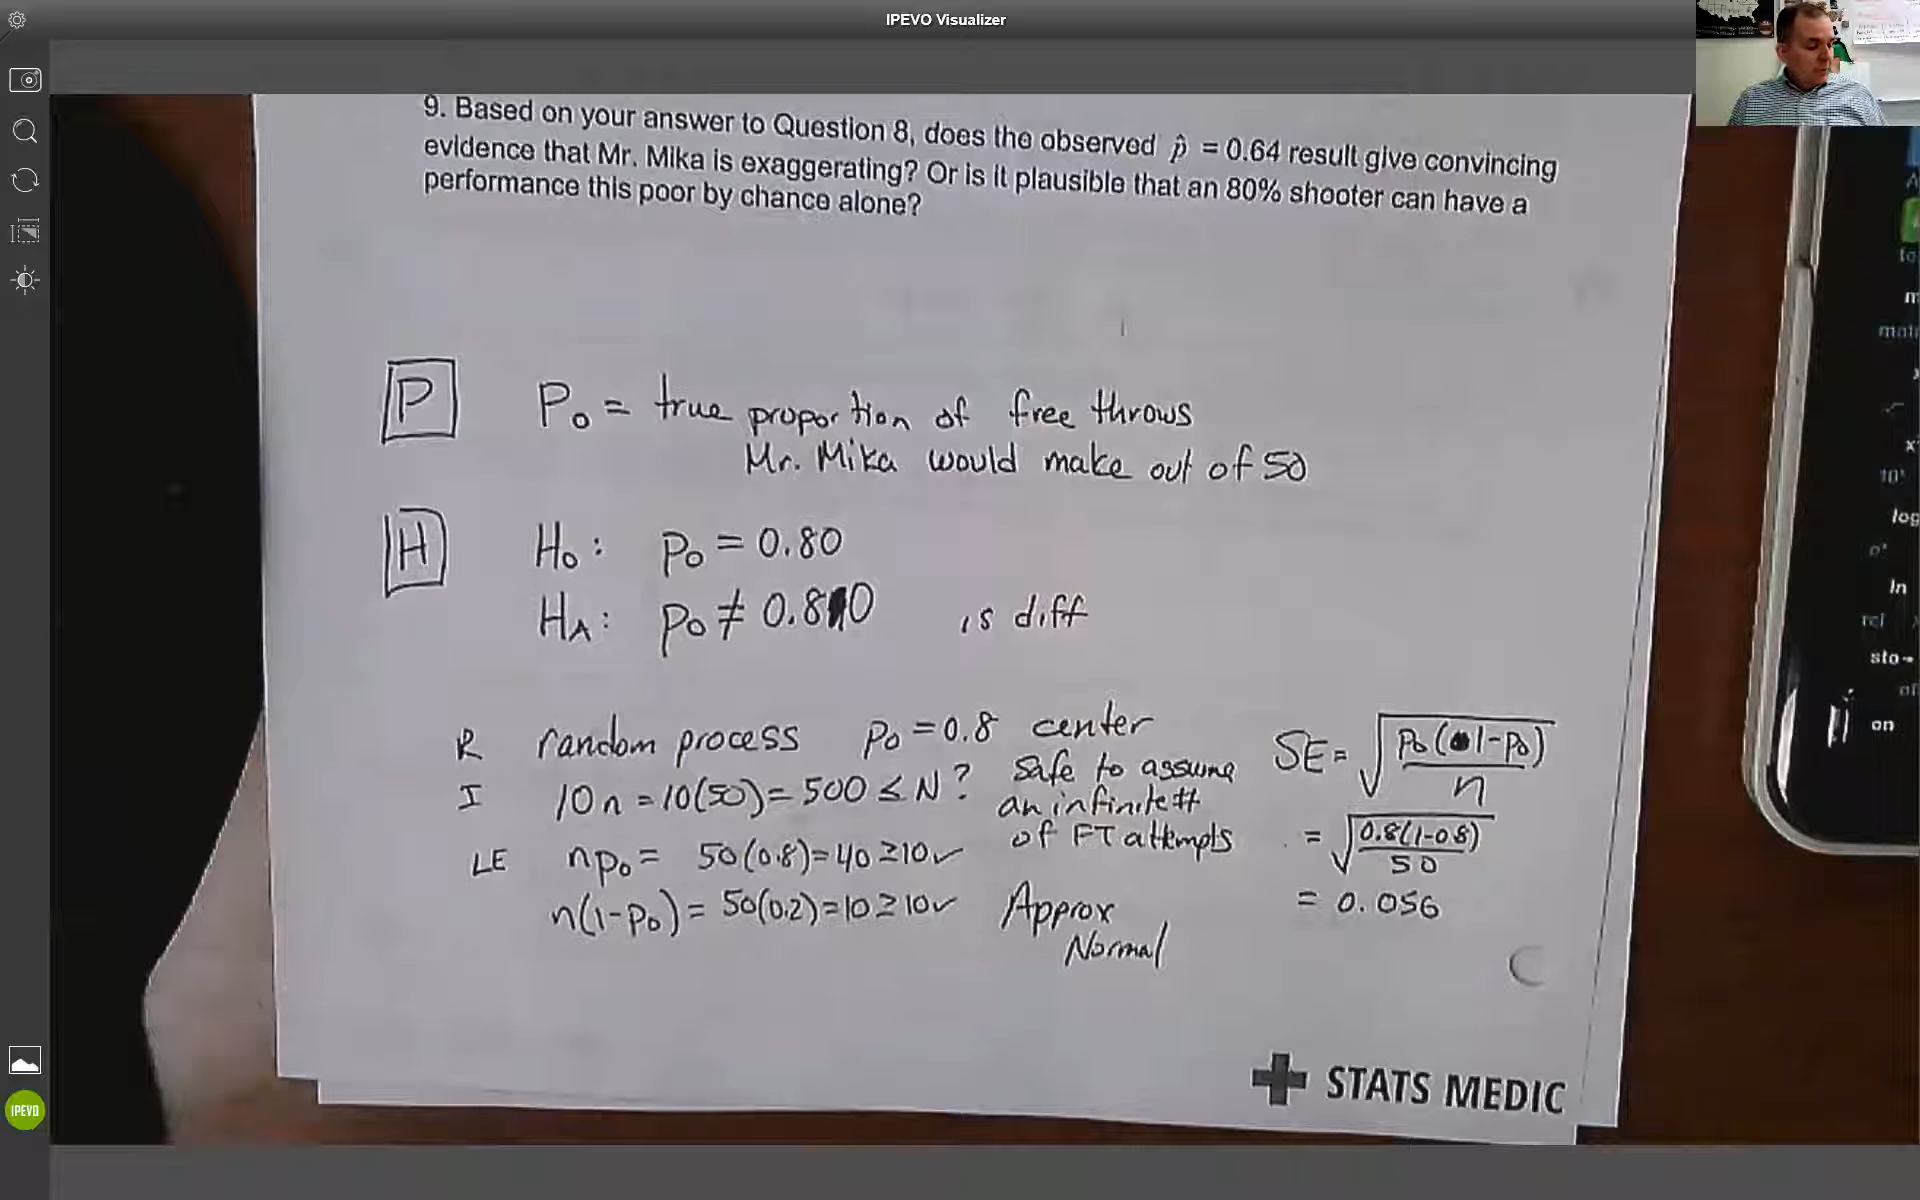 IPEVO Visualizer
9. Based on your answer to Question 8, does the observed p̂ = 0.64 result give convincing
evidence that Mr. Mika is exaggerating? Or is it plausible that an 80% shooter can have a
performance this poor by chance alone?
P P₀ = true proportion of free throws
Mr. Mika would make out of 50
H H₀: p₀ = 0.80
Hₐ: p₀ ≠ 0.80 is diff
R random process p₀ = 0.8 center
I 10n = 10(50) = 500 ≤ N? safe to assume
an infinite #
of FT attempts
LE np₀ = 50(0.8) = 40 ≥ 10 ✓
n(1-p₀) = 50(0.2) = 10 ≥ 10 ✓ Approx
Normal
SE = √(p₀(1-p₀)/n)
= √(0.8(1-0.8)/50)
= 0.056
STATS MEDIC
IPEVO
log
ln
sto→
on